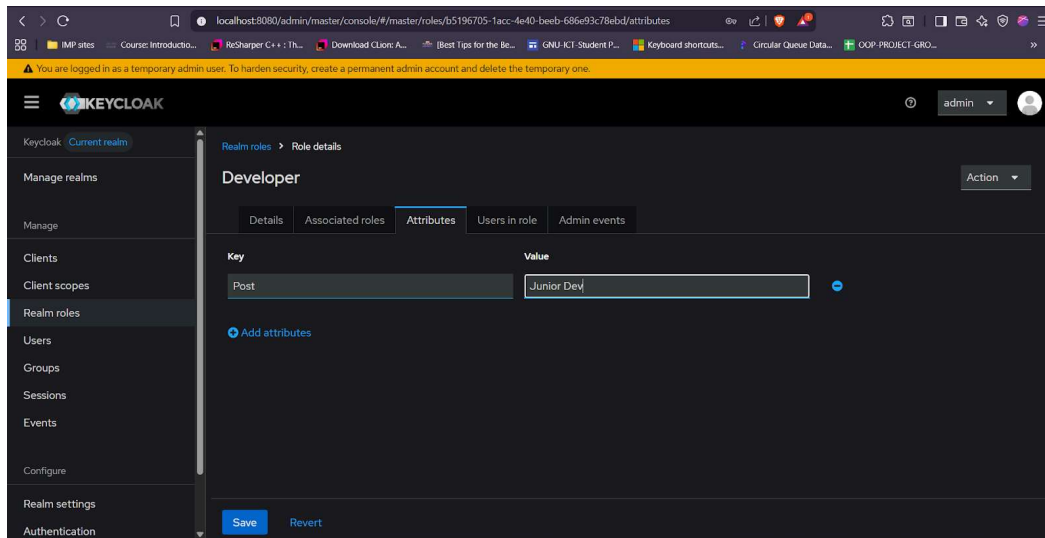 localhost:8080/admin/master/console/#/master/roles/b5196705-1acc-4e40-beeb-686e93c78ebd/attributes
IMP sites
Course: Introductio...
ReSharper C++ : Th...
Download CLion: A...
[Best Tips for the Be...
GNU-ICT-Student P...
Keyboard shortcuts...
Circular Queue Data...
OOP-PROJECT-GRO...
»
You are logged in as a temporary admin user. To harden security, create a permanent admin account and delete the temporary one.
KEYCLOAK
admin
Keycloak Current realm
Manage realms
Manage
Clients
Client scopes
Realm roles
Users
Groups
Sessions
Events
Configure
Realm settings
Authentication
Realm roles > Role details
Developer
Action
Details Associated roles Attributes Users in role Admin events
Key Value
Post Junior Dev
Add attributes
Save Revert